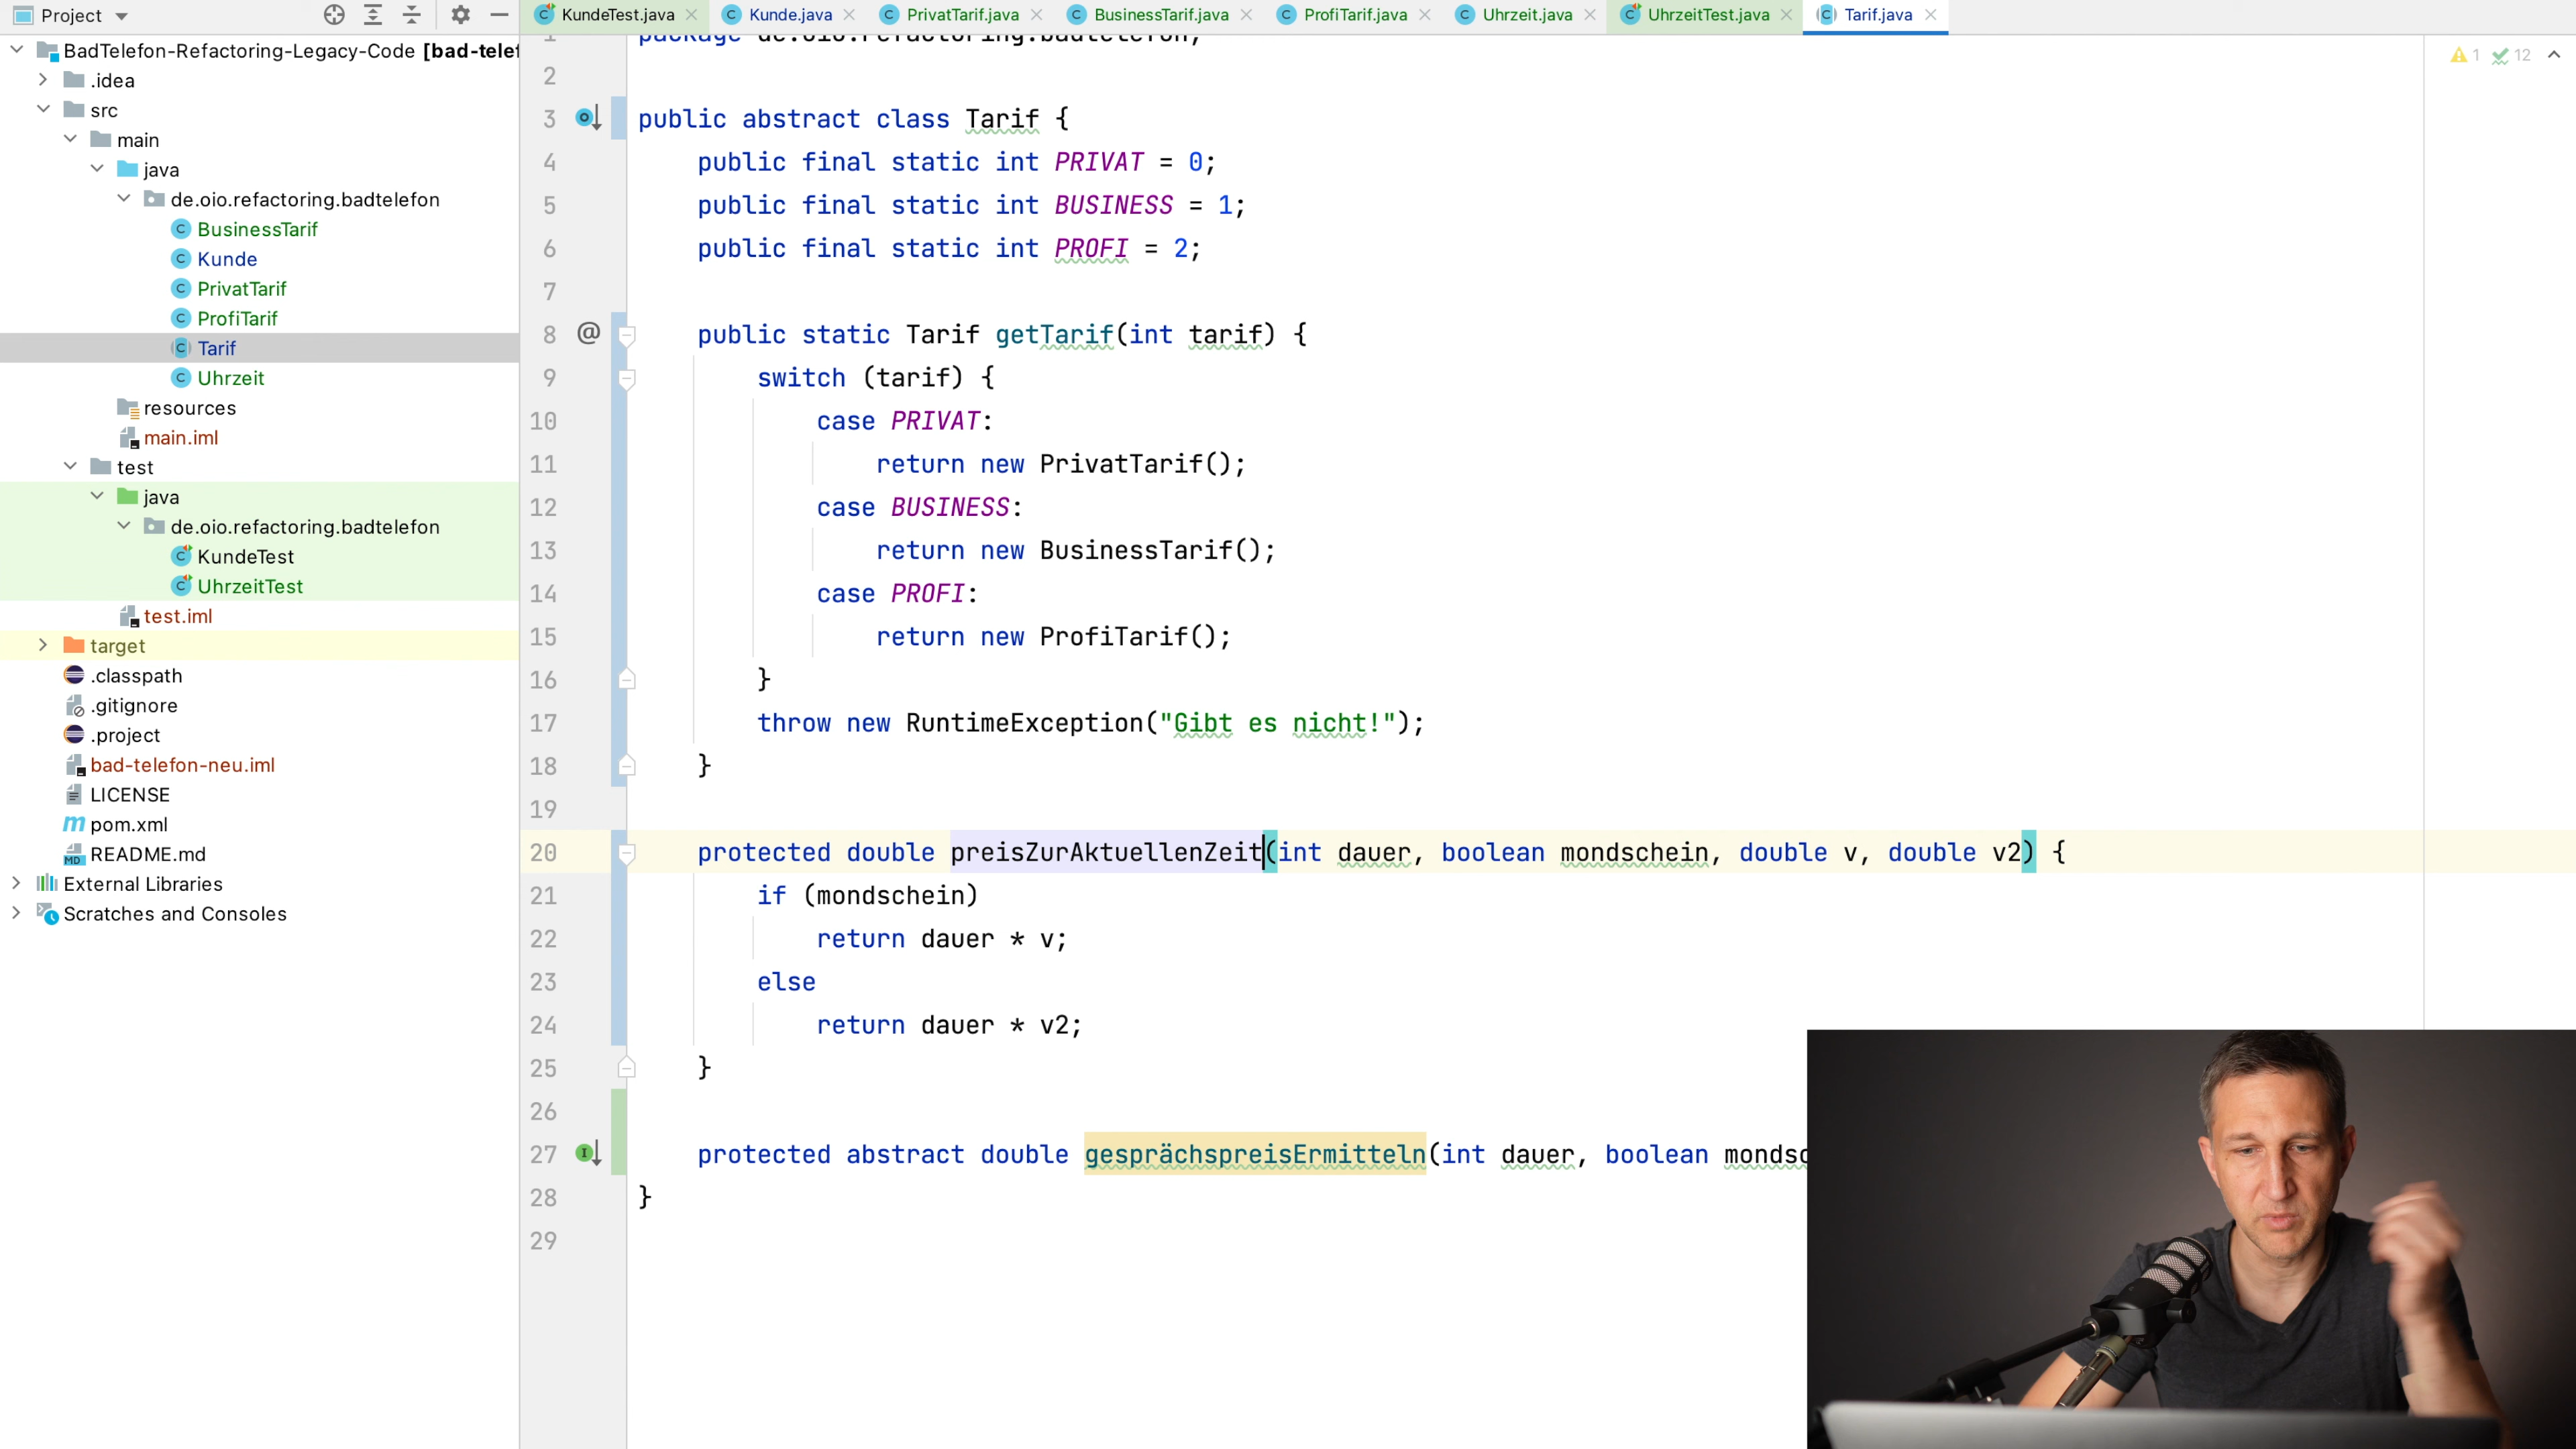 Project
KundeTest.java
Kunde.java
PrivatTarif.java
BusinessTarif.java
ProfiTarif.java
Uhrzeit.java
UhrzeitTest.java
Tarif.java
BadTelefon-Refactoring-Legacy-Code [bad-telef
.idea
src
main
java
de.oio.refactoring.badtelefon
BusinessTarif
Kunde
PrivatTarif
ProfiTarif
Tarif
Uhrzeit
resources
main.iml
test
java
de.oio.refactoring.badtelefon
KundeTest
UhrzeitTest
test.iml
target
.classpath
.gitignore
.project
bad-telefon-neu.iml
LICENSE
pom.xml
README.md
External Libraries
Scratches and Consoles
1 package de.oio.refactoring.badtelefon;
2
3 public abstract class Tarif {
4 public final static int PRIVAT = 0;
5 public final static int BUSINESS = 1;
6 public final static int PROFI = 2;
7
8 @ public static Tarif getTarif(int tarif) {
9 switch (tarif) {
10 case PRIVAT:
11 return new PrivatTarif();
12 case BUSINESS:
13 return new BusinessTarif();
14 case PROFI:
15 return new ProfiTarif();
16 }
17 throw new RuntimeException("Gibt es nicht!");
18 }
19
20 protected double preisZurAktuellenZeit(int dauer, boolean mondschein, double v, double v2) {
21 if (mondschein)
22 return dauer * v;
23 else
24 return dauer * v2;
25 }
26
27 protected abstract double gesprächspreisErmitteln(int dauer, boolean mondsc
28 }
29
1 12